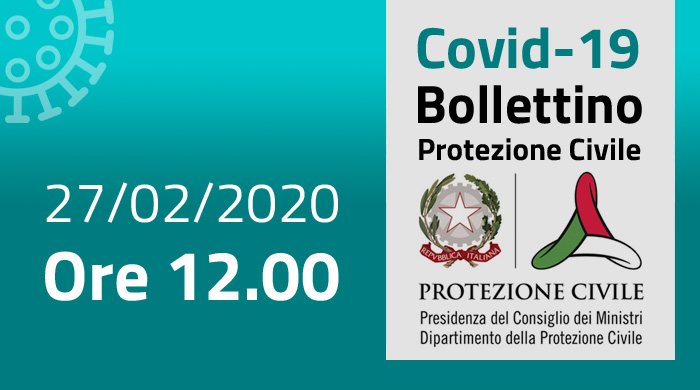 27/02/2020
Ore 12.00
Covid-19
Bollettino
Protezione Civile
REPVBBLICA ITALIANA
PROTEZIONE CIVILE
Presidenza del Consiglio dei Ministri
Dipartimento della Protezione Civile